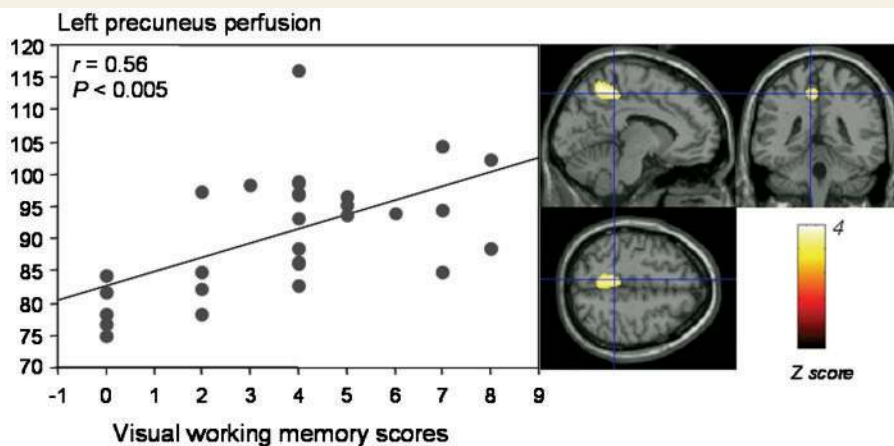 Left precuneus perfusion
120
115
110
105
100
95
90
85
80
75
70
r = 0.56
P < 0.005
-1 0 1 2 3 4 5 6 7 8 9
Visual working memory scores
4
Z score